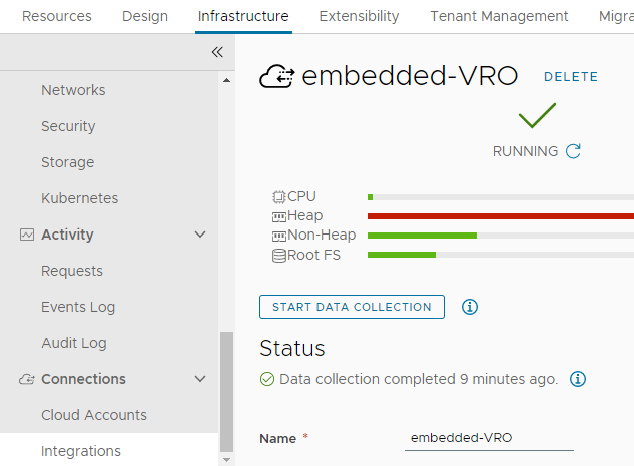 Resources Design Infrastructure Extensibility Tenant Management Migra
embedded-VRO DELETE
RUNNING
CPU
Heap
Non-Heap
Root FS
START DATA COLLECTION
Status
Data collection completed 9 minutes ago.
Name * embedded-VRO
Networks
Security
Storage
Kubernetes
Activity
Requests
Events Log
Audit Log
Connections
Cloud Accounts
Integrations